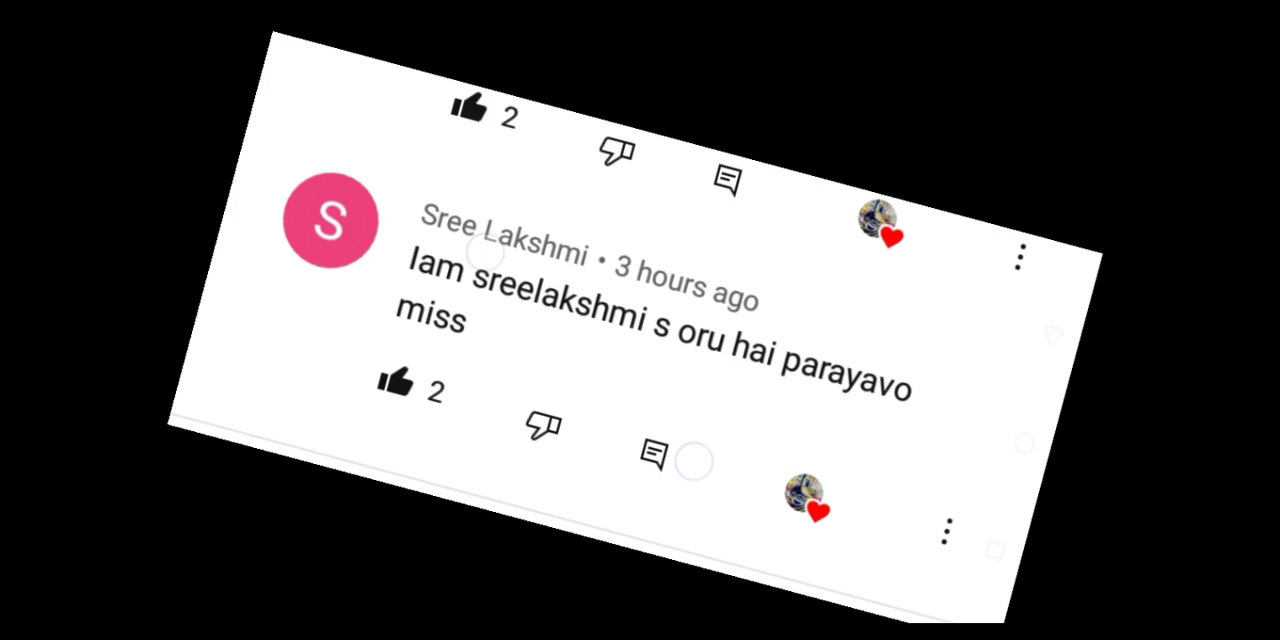 2
S
Sree Lakshmi • 3 hours ago
Iam sreelakshmi s oru hai parayavo
miss
2